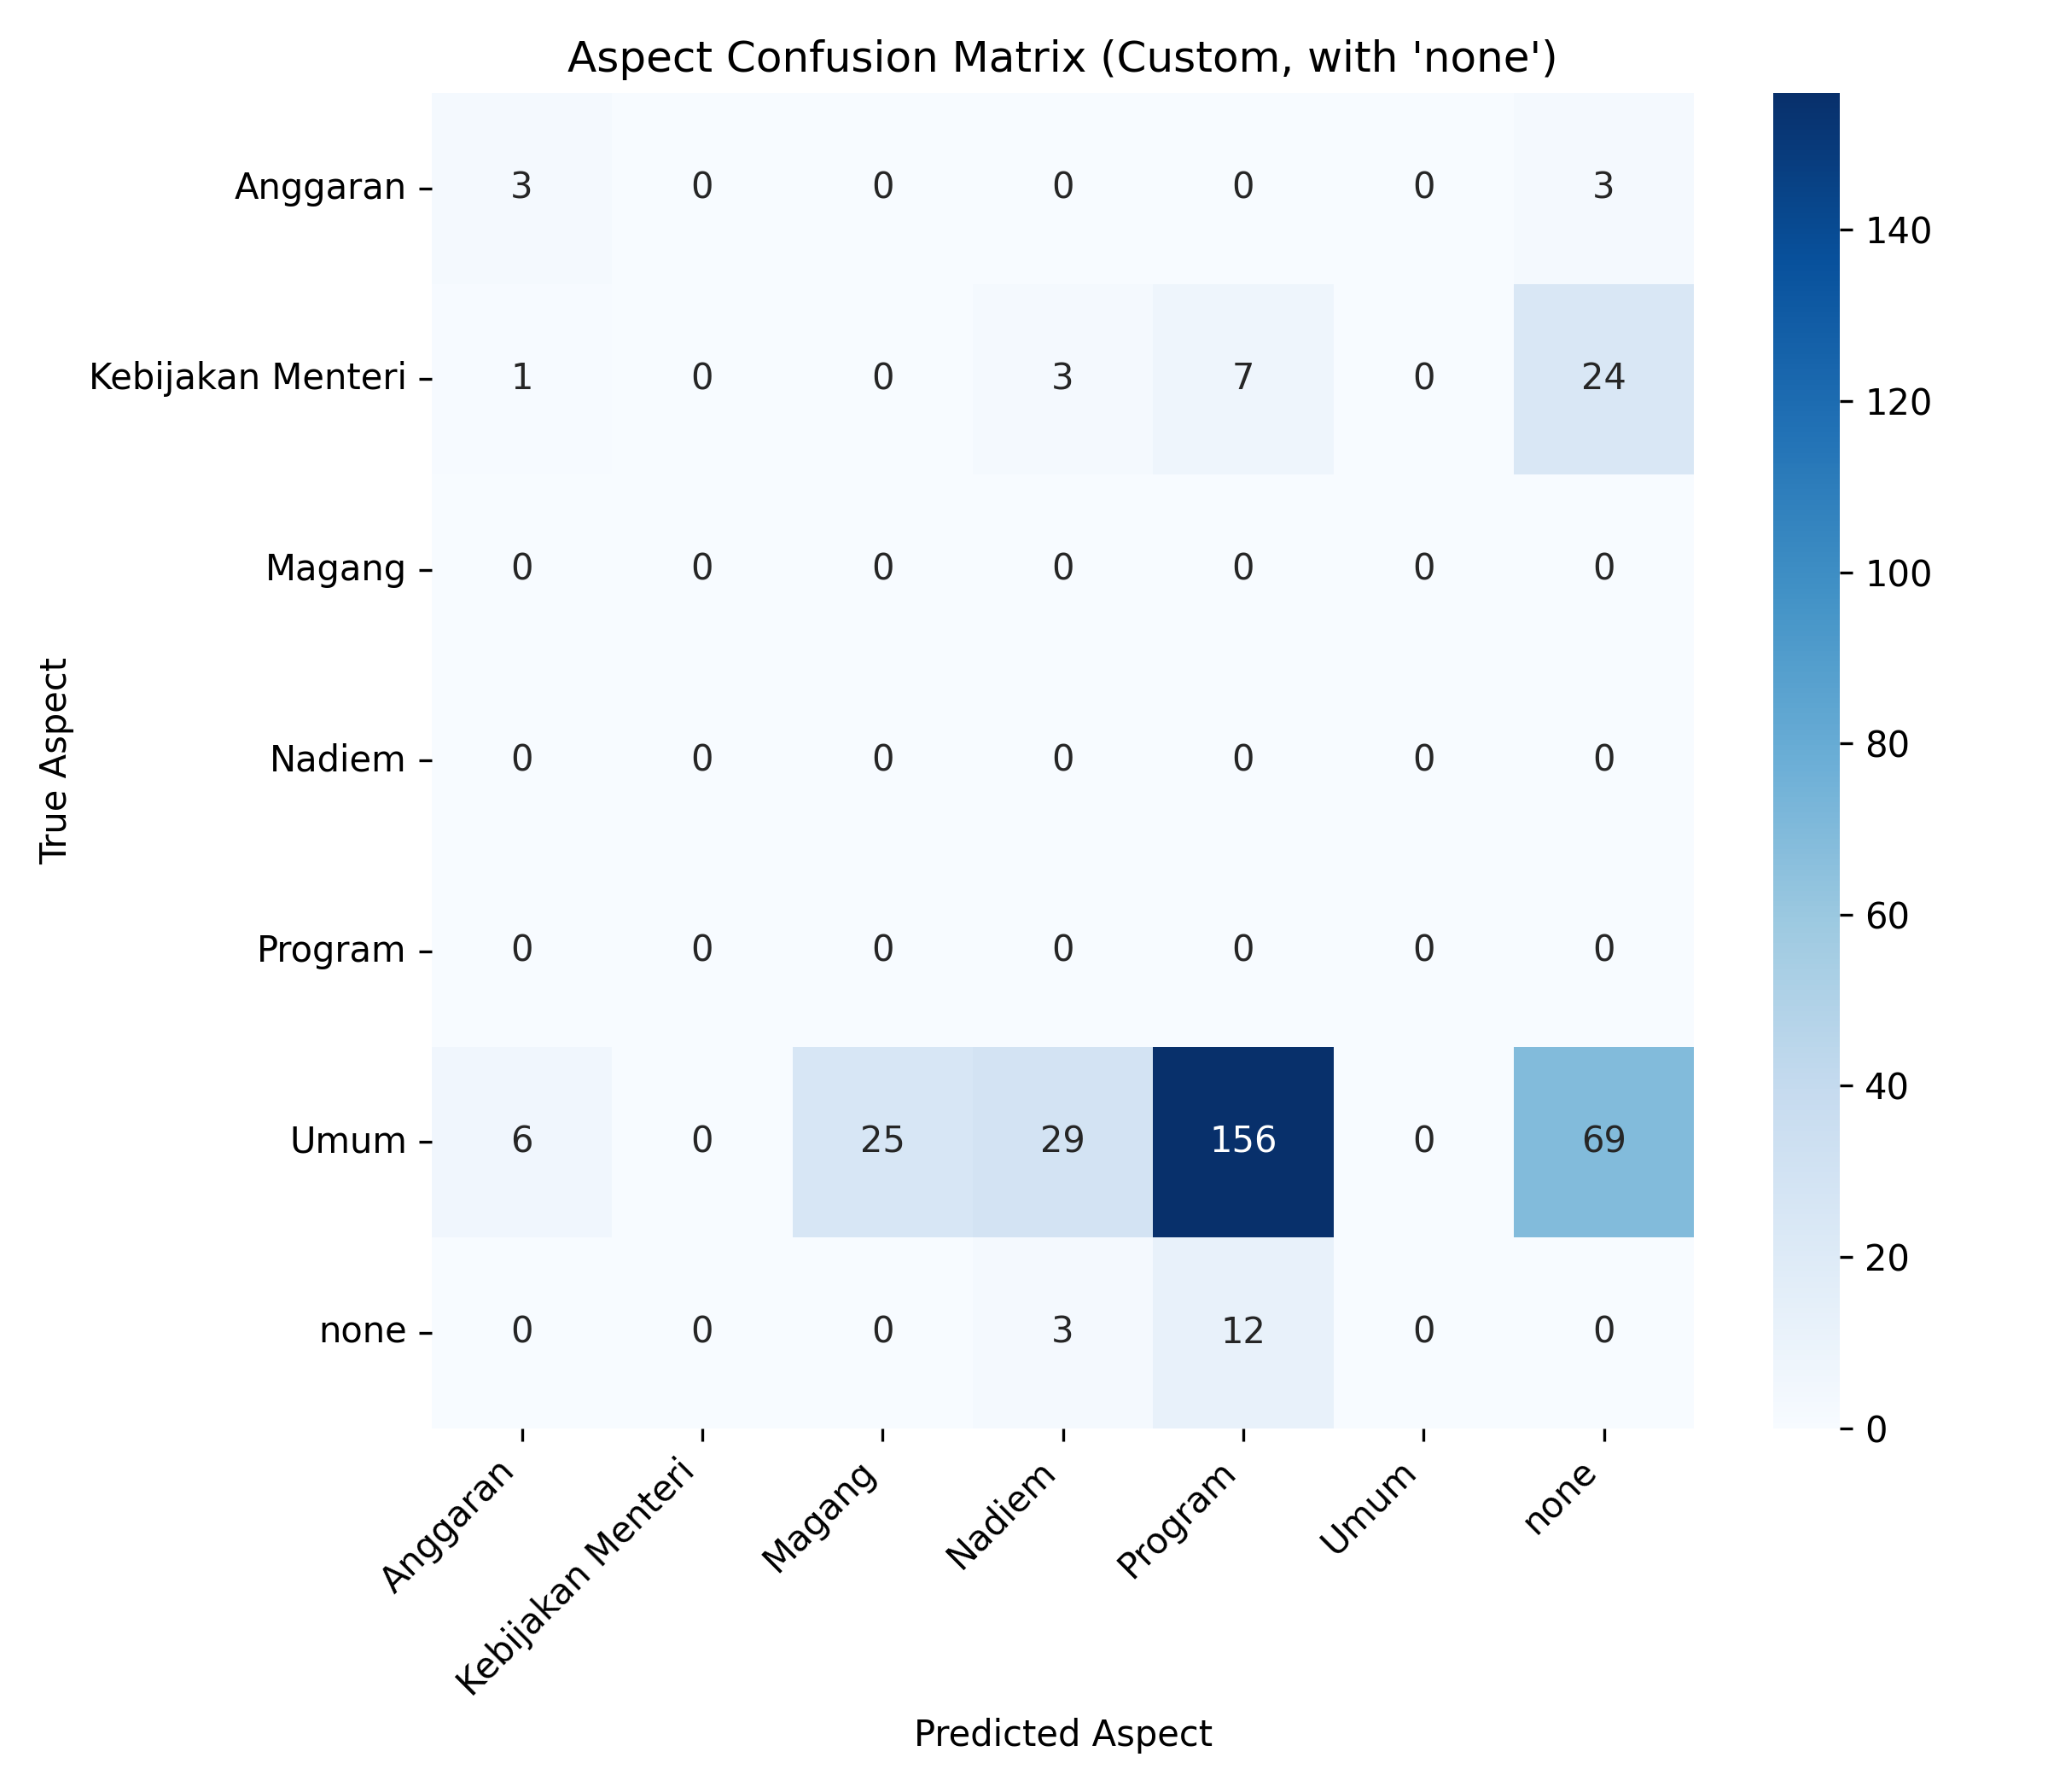 Aspect Confusion Matrix (Custom, with 'none')
True Aspect
Anggaran 3 0 0 0 0 0 3
Kebijakan Menteri 1 0 0 3 7 0 24
Magang 0 0 0 0 0 0 0
Nadiem 0 0 0 0 0 0 0
Program 0 0 0 0 0 0 0
Umum 6 0 25 29 156 0 69
none 0 0 0 3 12 0 0
Anggaran Kebijakan Menteri Magang Nadiem Program Umum none
Predicted Aspect
140
120
100
80
60
40
20
0